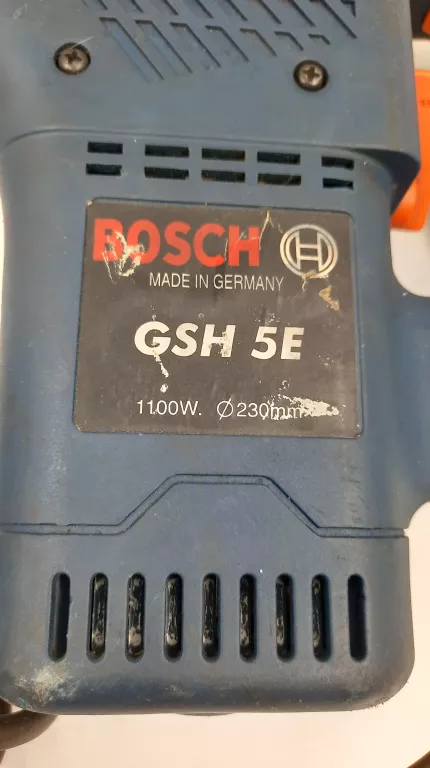 BOSCH
MADE IN GERMANY
GSH 5E
1100W. Ø230mm